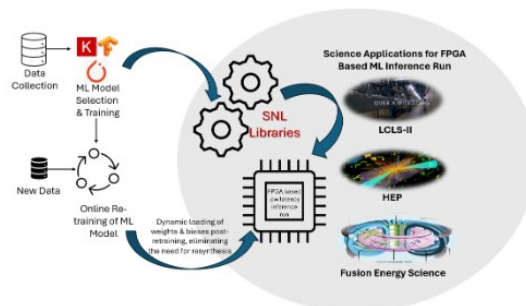 Data
Collection
K
ML Model
Selection
& Training
New Data
Online Re-
training of ML
Model
Dynamic loading of
weights & biases post-
retraining, eliminating
the need for resynthesis
SNL
Libraries
FPGA based
low latency
inference
run
Science Applications for FPGA
Based ML Inference Run
LCLS-II
HEP
Fusion Energy Science